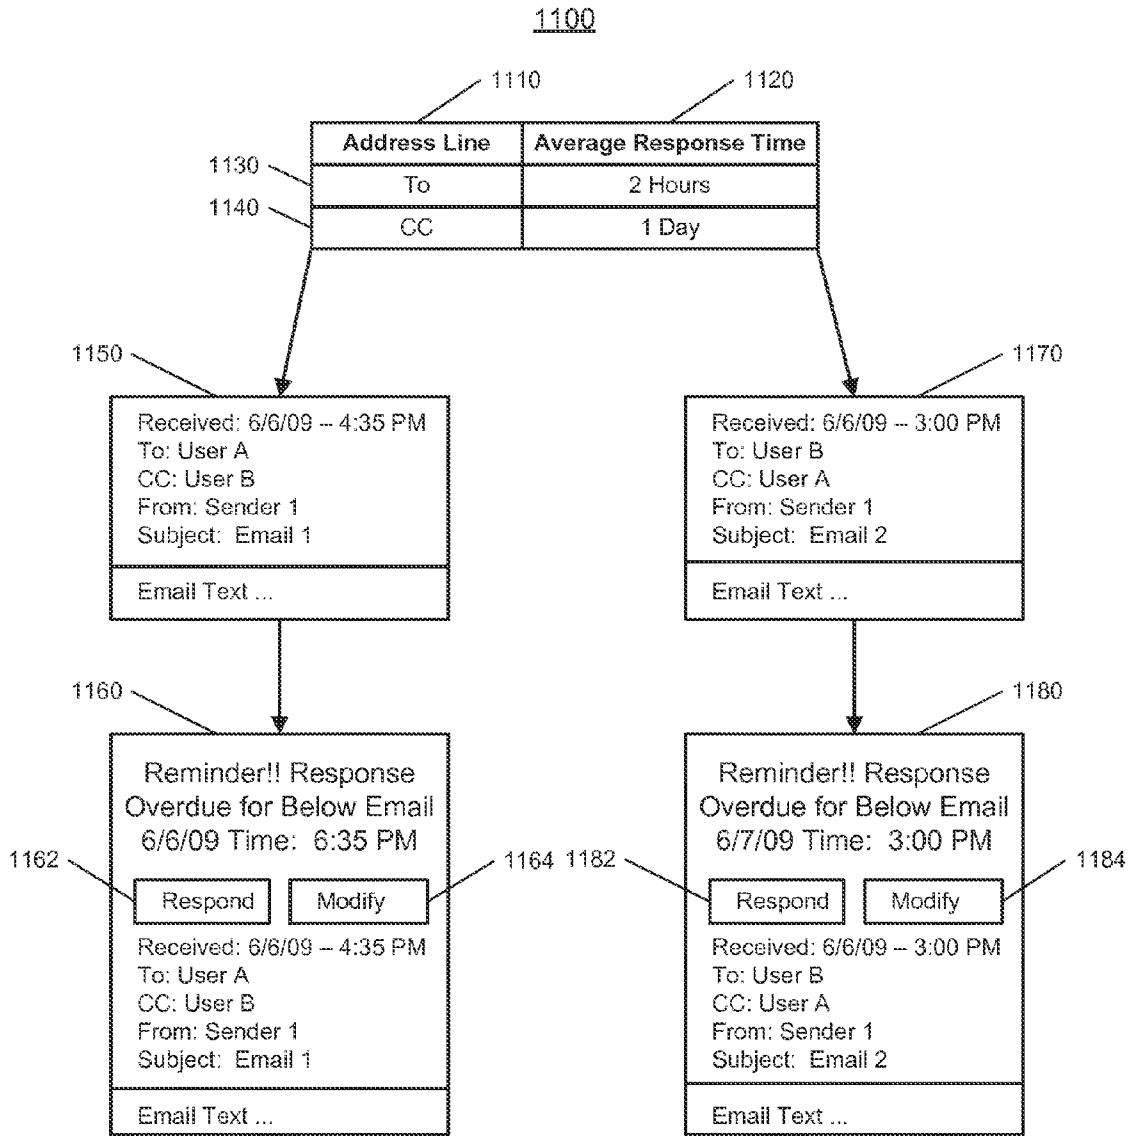 1100
1110
1120
Address Line Average Response Time
1130
To 2 Hours
1140
CC 1 Day
1150
Received: 6/6/09 – 4:35 PM
To: User A
CC: User B
From: Sender 1
Subject: Email 1
Email Text ...
1170
Received: 6/6/09 – 3:00 PM
To: User B
CC: User A
From: Sender 1
Subject: Email 2
Email Text ...
1160
Reminder!! Response
Overdue for Below Email
6/6/09 Time: 6:35 PM
1162
1164
Respond Modify
Received: 6/6/09 – 4:35 PM
To: User A
CC: User B
From: Sender 1
Subject: Email 1
Email Text ...
1180
Reminder!! Response
Overdue for Below Email
6/7/09 Time: 3:00 PM
1182
1184
Respond Modify
Received: 6/6/09 – 3:00 PM
To: User B
CC: User A
From: Sender 1
Subject: Email 2
Email Text ...